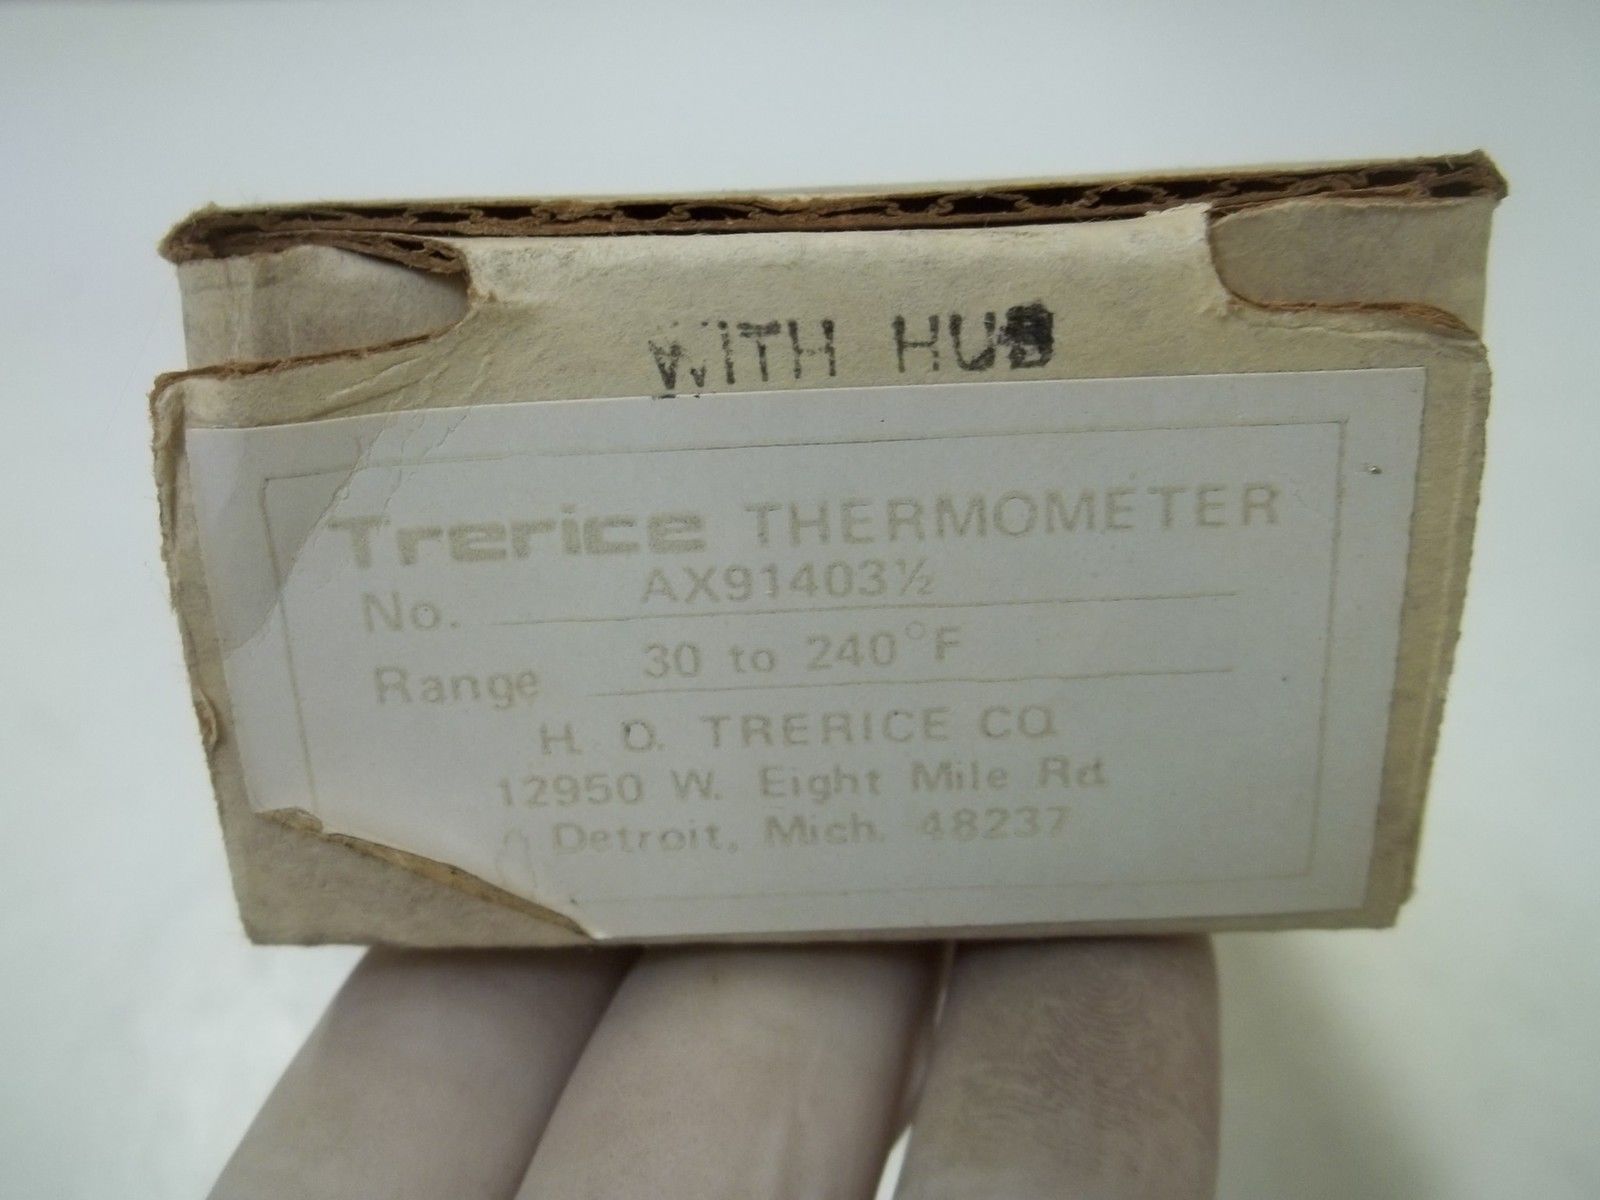 WITH HUB
Trerice THERMOMETER
No. AX91403½
Range 30 to 240°F
H. O. TRERICE CO.
12950 W. Eight Mile Rd.
Detroit, Mich. 48237